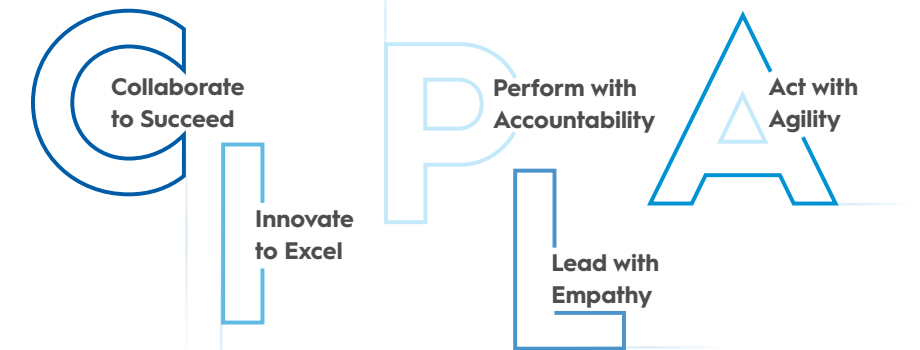 C
Collaborate
to Succeed
I
Innovate
to Excel
P
Perform with
Accountability
L
Lead with
Empathy
A
Act with
Agility